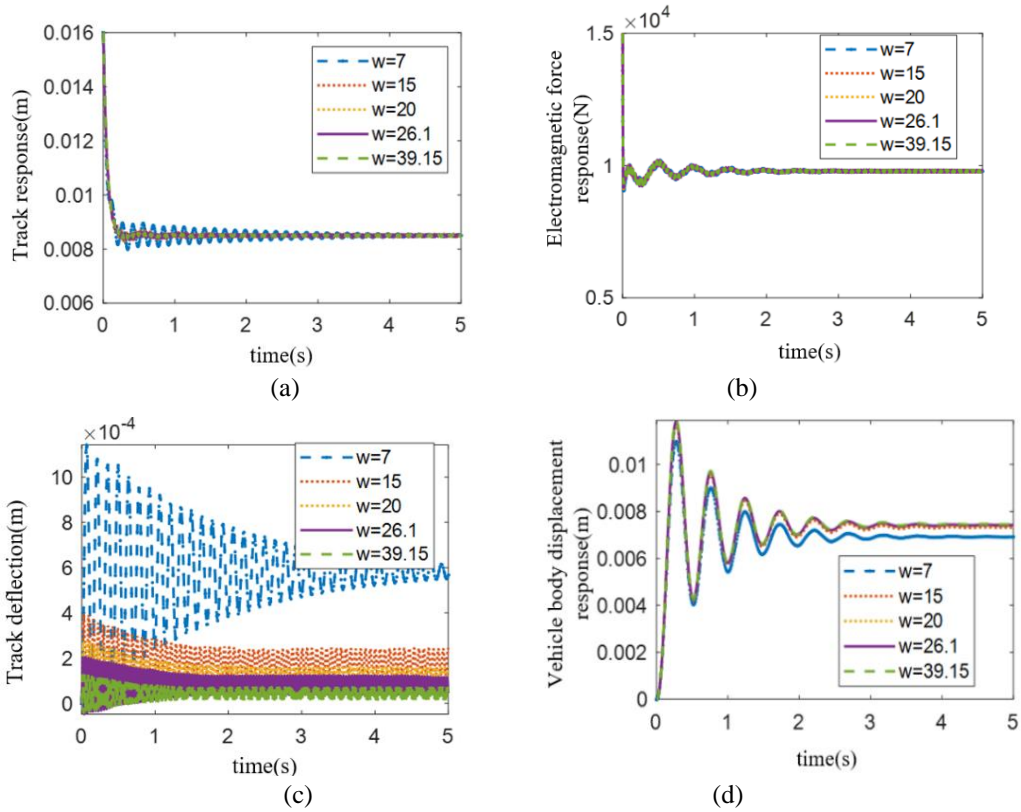 0.016
0.014
0.012
0.01
0.008
0.006
Track response(m)
w=7
w=15
w=20
w=26.1
w=39.15
0 1 2 3 4 5
time(s)
(a)
×10⁴
1.5
1
0.5
Electromagnetic force
response(N)
w=7
w=15
w=20
w=26.1
w=39.15
0 1 2 3 4 5
time(s)
(b)
×10⁻⁴
10
8
6
4
2
0
Track deflection(m)
w=7
w=15
w=20
w=26.1
w=39.15
0 1 2 3 4 5
time(s)
(c)
0.01
0.008
0.006
0.004
0.002
0
Vehicle body displacement
response(m)
w=7
w=15
w=20
w=26.1
w=39.15
0 1 2 3 4 5
time(s)
(d)